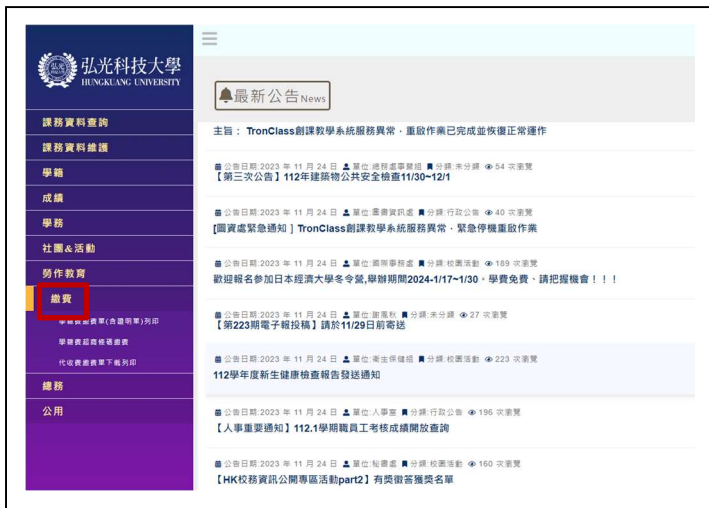 弘光科技大學
HUNGKUANG UNIVERSITY
課務資料查詢
課務資料維護
學籍
成績
學務
社團&活動
勞作教育
繳費
學雜費繳費單(含證明單)列印
學雜費超商條碼繳費
代收費繳費單下載列印
總務
公用
最新公告News
主旨： TronClass創課教學系統服務異常，重啟作業已完成並恢復正常運作
公告日期:2023 年 11 月 24 日 單位:總務處事務組 分類:未分類 54 次瀏覽
【第三次公告】112年建築物公共安全檢查11/30~12/1
公告日期:2023 年 11 月 24 日 單位:圖書資訊處 分類:行政公告 40 次瀏覽
[圖資處緊急通知] TronClass創課教學系統服務異常，緊急停機重啟作業
公告日期:2023 年 11 月 24 日 單位:國際事務處 分類:校園活動 189 次瀏覽
歡迎報名參加日本經濟大學冬令營,舉辦期間2024-1/17~1/30。學費免費、請把握機會！！！
公告日期:2023 年 11 月 24 日 單位:謝鳳秋 分類:未分類 27 次瀏覽
【第223期電子報投稿】請於11/29日前寄送
公告日期:2023 年 11 月 24 日 單位:衛生保健組 分類:校園活動 223 次瀏覽
112學年度新生健康檢查報告發送通知
公告日期:2023 年 11 月 24 日 單位:人事室 分類:行政公告 196 次瀏覽
【人事重要通知】112.1學期職員工考核成績開放查詢
公告日期:2023 年 11 月 24 日 單位:秘書處 分類:校園活動 160 次瀏覽
【HK校務資訊公開專區活動part2】有獎徵答獲獎名單